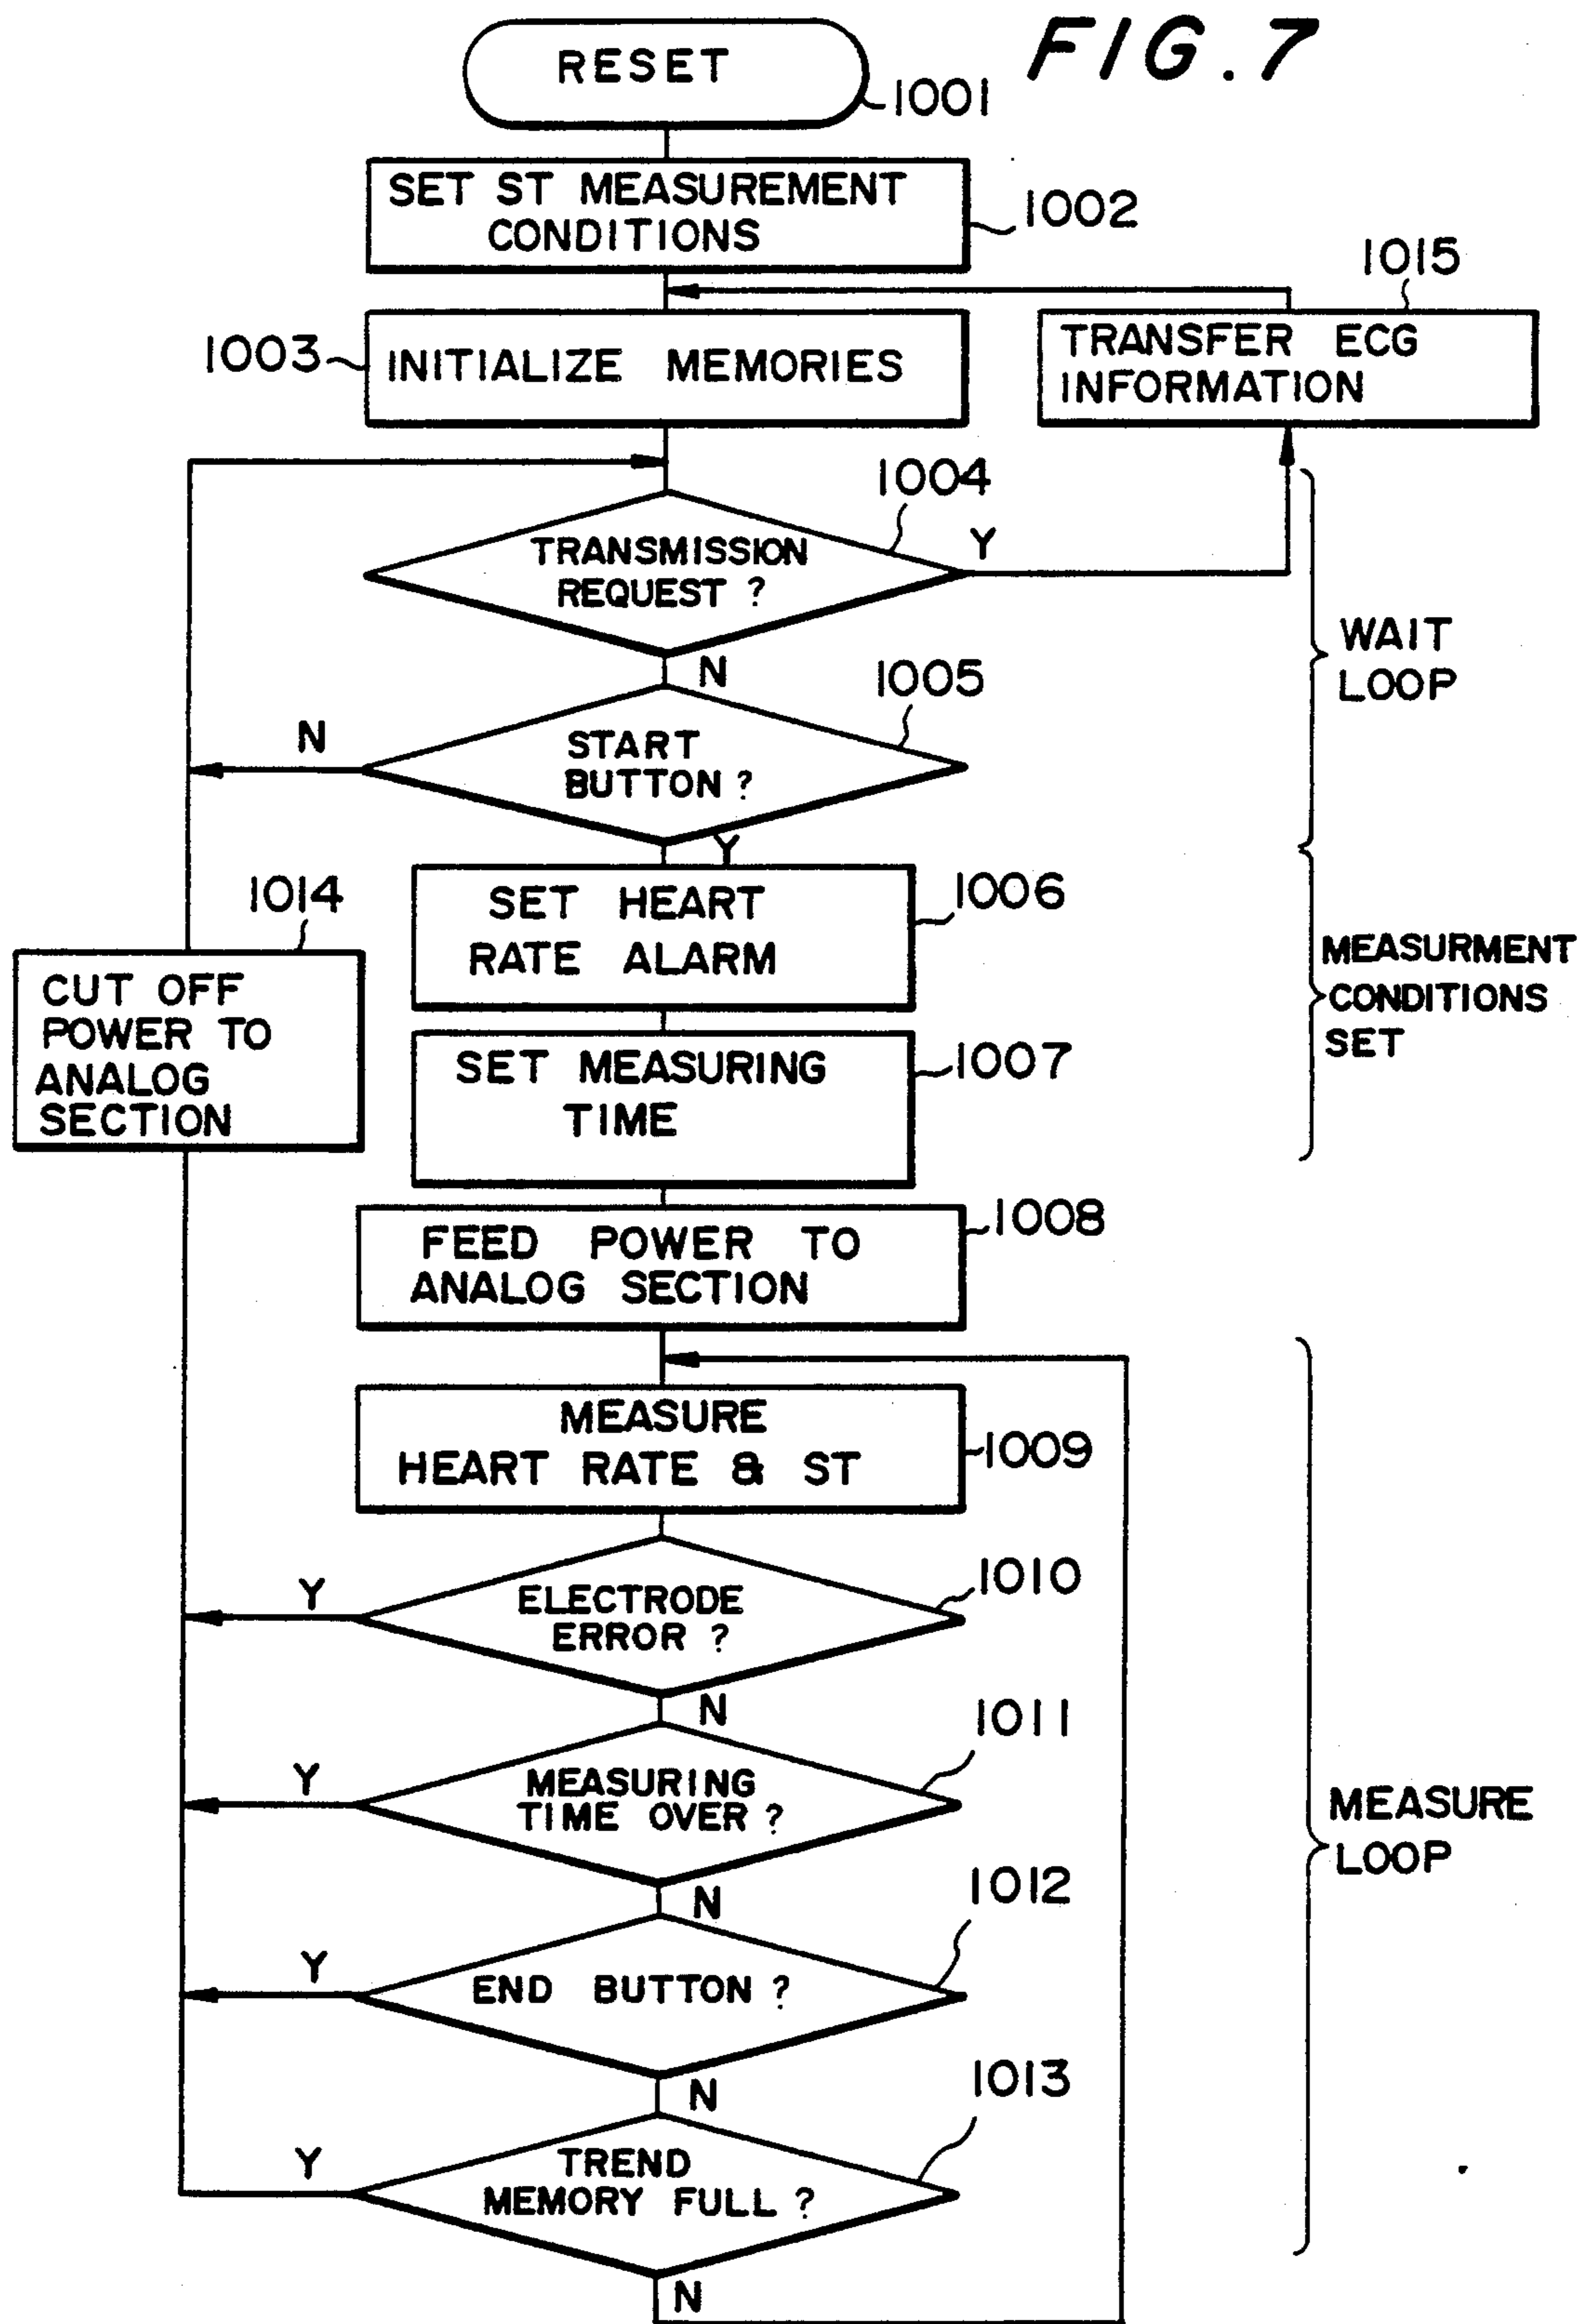 FIG. 7
RESET
1001
SET ST MEASUREMENT
CONDITIONS
1002
1015
1003
INITIALIZE MEMORIES
TRANSFER ECG
INFORMATION
1004
TRANSMISSION
REQUEST ?
Y
N
WAIT
LOOP
1005
START
BUTTON ?
N
Y
1014
CUT OFF
POWER TO
ANALOG
SECTION
SET HEART
RATE ALARM
1006
MEASURMENT
CONDITIONS
SET
SET MEASURING
TIME
1007
FEED POWER TO
ANALOG SECTION
1008
MEASURE
HEART RATE & ST
1009
ELECTRODE
ERROR ?
1010
Y
N
MEASURING
TIME OVER ?
1011
Y
N
MEASURE
LOOP
END BUTTON ?
1012
Y
N
TREND
MEMORY FULL ?
1013
Y
N